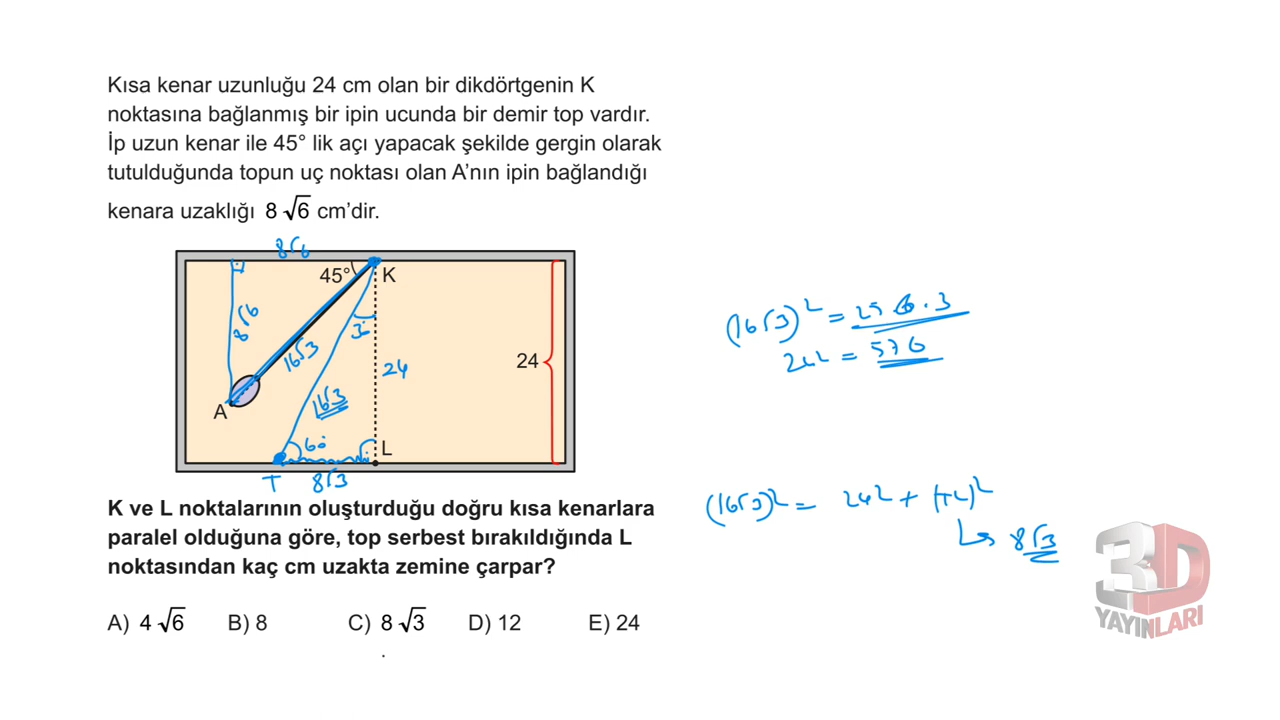 Kısa kenar uzunluğu 24 cm olan bir dikdörtgenin K
noktasına bağlanmış bir ipin ucunda bir demir top vardır.
İp uzun kenar ile 45° lik açı yapacak şekilde gergin olarak
tutulduğunda topun uç noktası olan A'nın ipin bağlandığı
kenara uzaklığı 8 √6 cm'dir.
8√6
45° K
8√6
30
16√3
24
24
A
16√3
60° L
T 8√3
(16√3)² = 256.3
24² = 576
(16√3)² = 24² + (TL)²
8√3
K ve L noktalarının oluşturduğu doğru kısa kenarlara
paralel olduğuna göre, top serbest bırakıldığında L
noktasından kaç cm uzakta zemine çarpar?
A) 4 √6 B) 8 C) 8 √3 D) 12 E) 24
3D
YAYINLARI